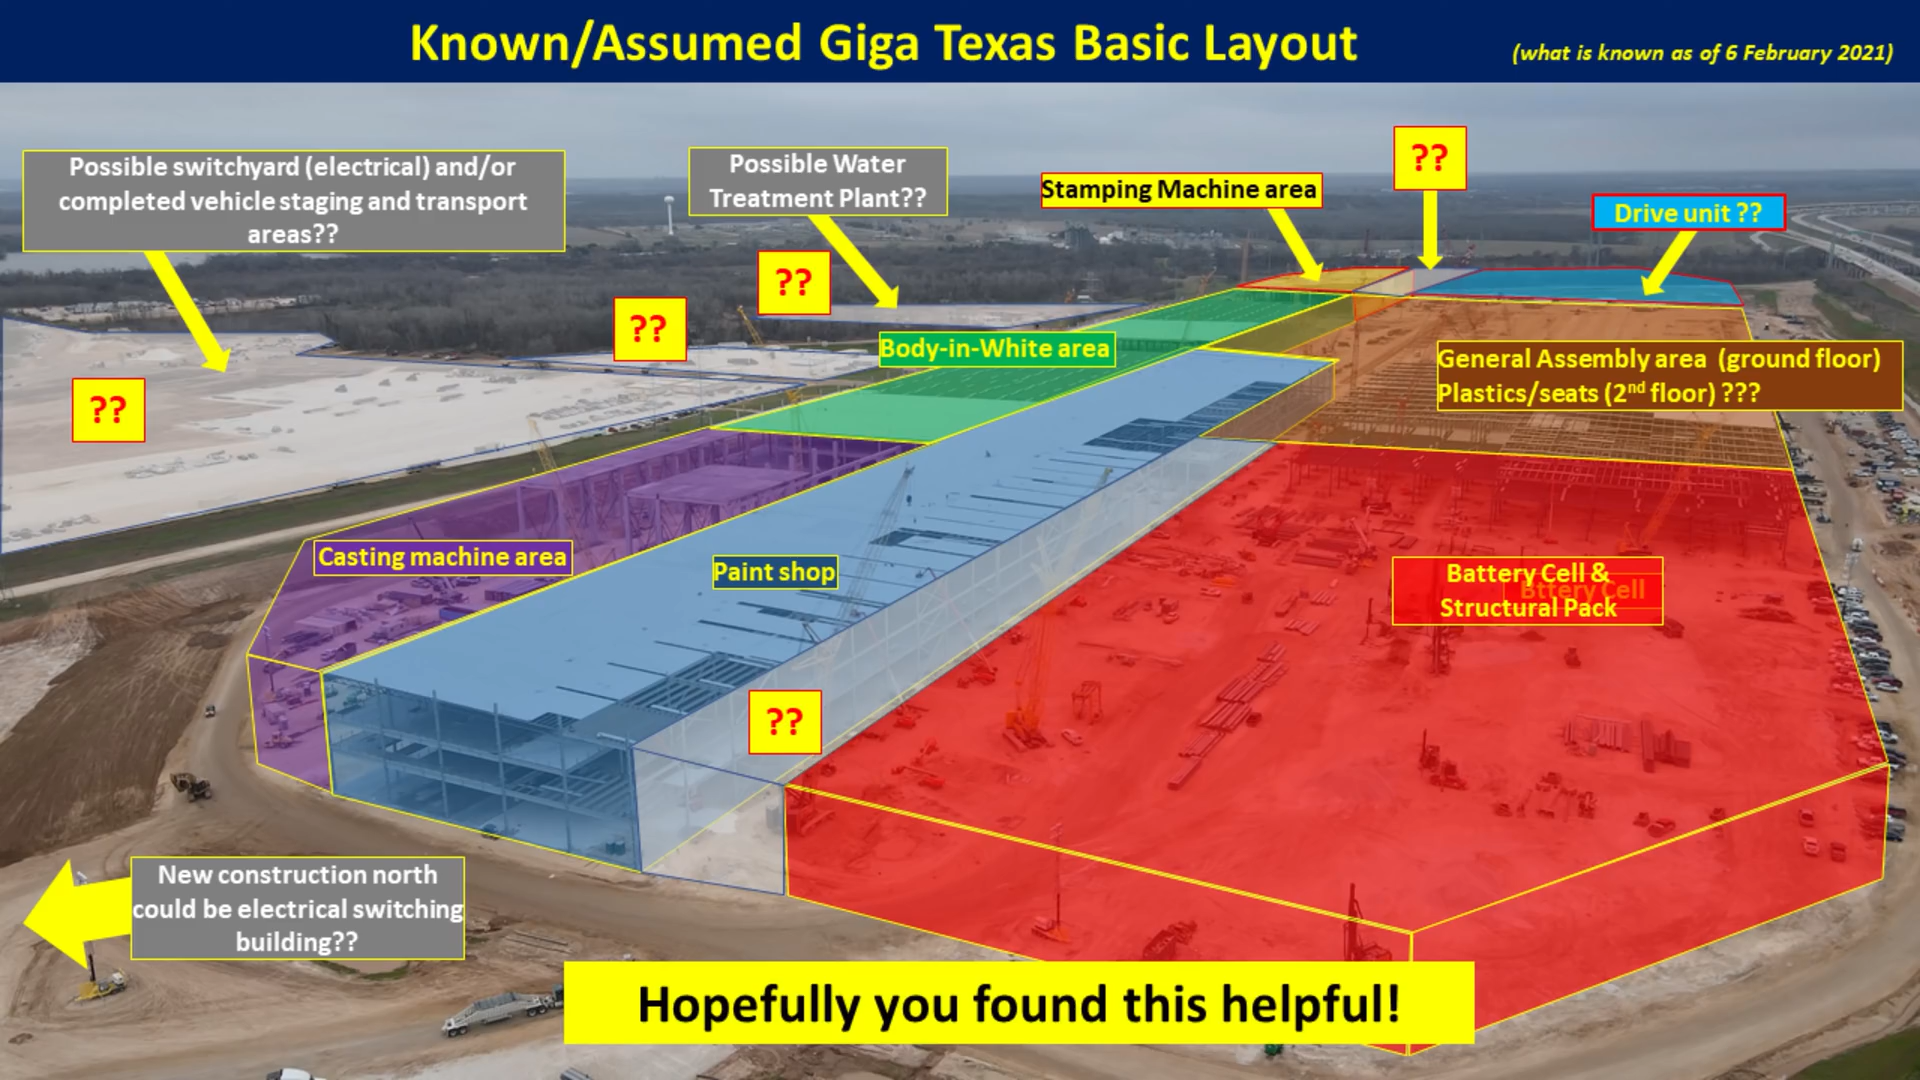 Known/Assumed Giga Texas Basic Layout
(what is known as of 6 February 2021)
Possible switchyard (electrical) and/or
completed vehicle staging and transport
areas??
Possible Water
Treatment Plant??
Stamping Machine area
??
Drive unit ??
??
??
??
Body-in-White area
General Assembly area (ground floor)
Plastics/seats (2nd floor) ???
Casting machine area
Paint shop
Battery Cell &
Structural Pack
Bttery Cell
??
New construction north
could be electrical switching
building??
Hopefully you found this helpful!